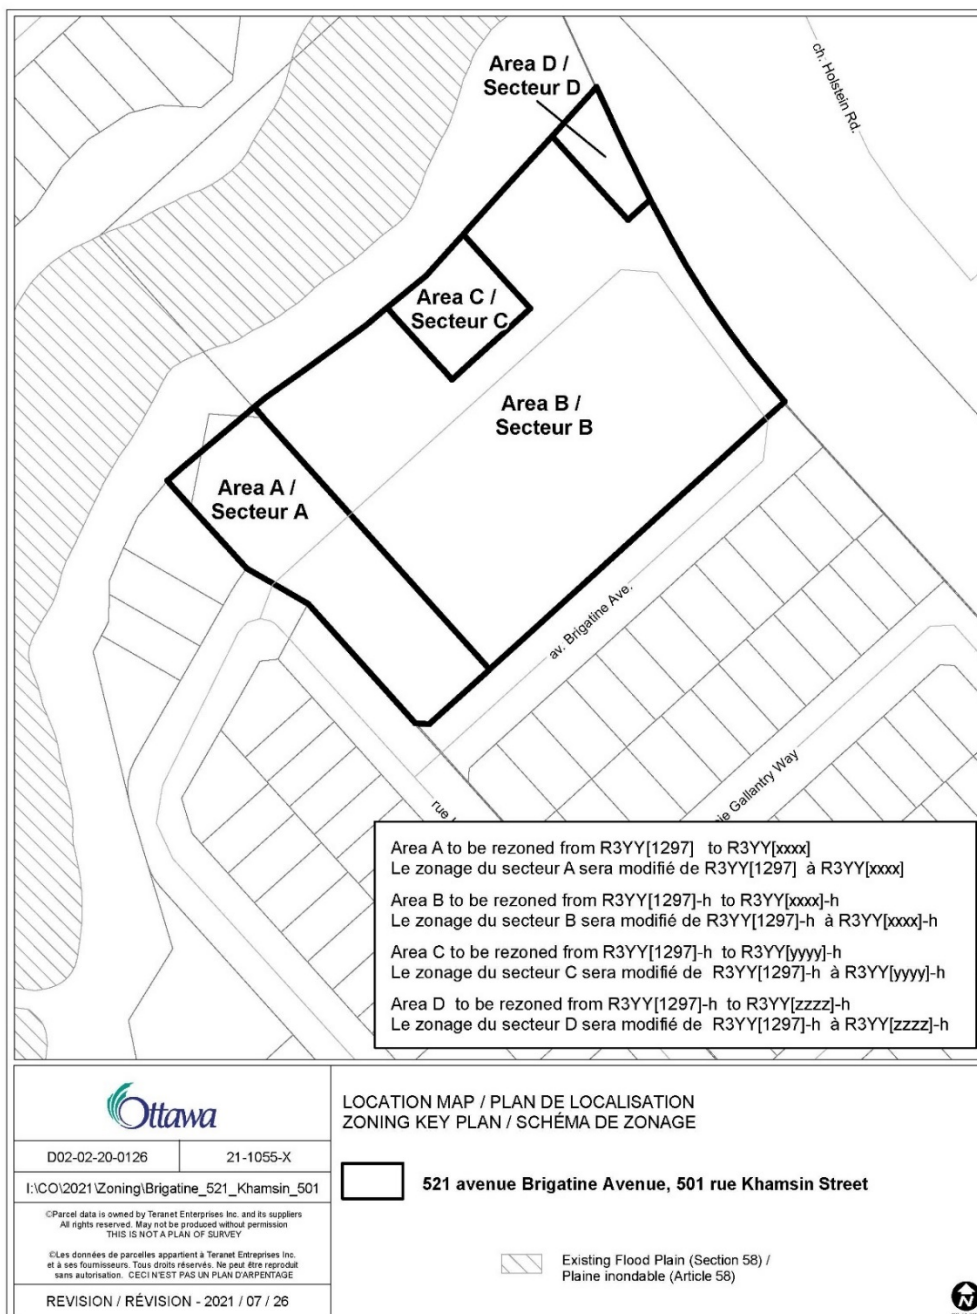 Area D /
Secteur D
ch. Holstein Rd.
Area C /
Secteur C
Area B /
Secteur B
Area A /
Secteur A
av. Brigatine Ave.
Gallantry Way
rue
Area A to be rezoned from R3YY[1297] to R3YY[xxxx]
Le zonage du secteur A sera modifié de R3YY[1297] à R3YY[xxxx]
Area B to be rezoned from R3YY[1297]-h to R3YY[xxxx]-h
Le zonage du secteur B sera modifié de R3YY[1297]-h à R3YY[xxxx]-h
Area C to be rezoned from R3YY[1297]-h to R3YY[yyyy]-h
Le zonage du secteur C sera modifié de R3YY[1297]-h à R3YY[yyyy]-h
Area D to be rezoned from R3YY[1297]-h to R3YY[zzzz]-h
Le zonage du secteur D sera modifié de R3YY[1297]-h à R3YY[zzzz]-h
Ottawa
D02-02-20-0126
21-1055-X
I:\CO\2021\Zoning\Brigatine_521_Khamsin_501
©Parcel data is owned by Teranet Enterprises Inc. and its suppliers
All rights reserved. May not be produced without permission
THIS IS NOT A PLAN OF SURVEY
©Les données de parcelles appartient à Teranet Entreprises Inc.
et à ses fournisseurs. Tous droits réservés. Ne peut être reproduit
sans autorisation. CECI N'EST PAS UN PLAN D'ARPENTAGE
REVISION / RÉVISION - 2021 / 07 / 26
LOCATION MAP / PLAN DE LOCALISATION
ZONING KEY PLAN / SCHÉMA DE ZONAGE
521 avenue Brigatine Avenue, 501 rue Khamsin Street
Existing Flood Plain (Section 58) /
Plaine inondable (Article 58)
N